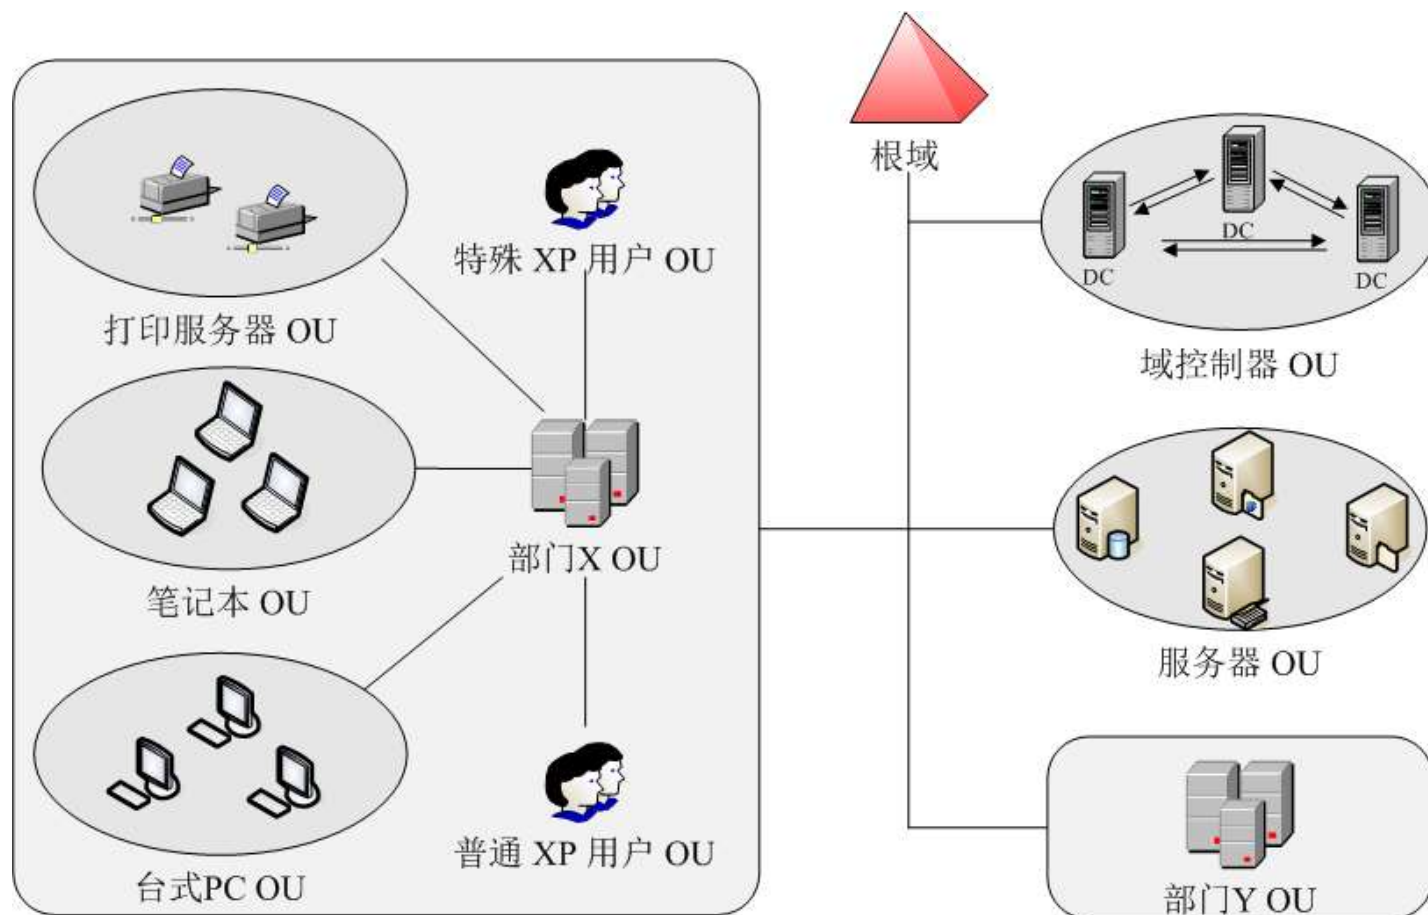 根域
特殊 XP 用户 OU
打印服务器 OU
笔记本 OU
部门X OU
台式PC OU
普通 XP 用户 OU
DC
DC
DC
域控制器 OU
服务器 OU
部门Y OU